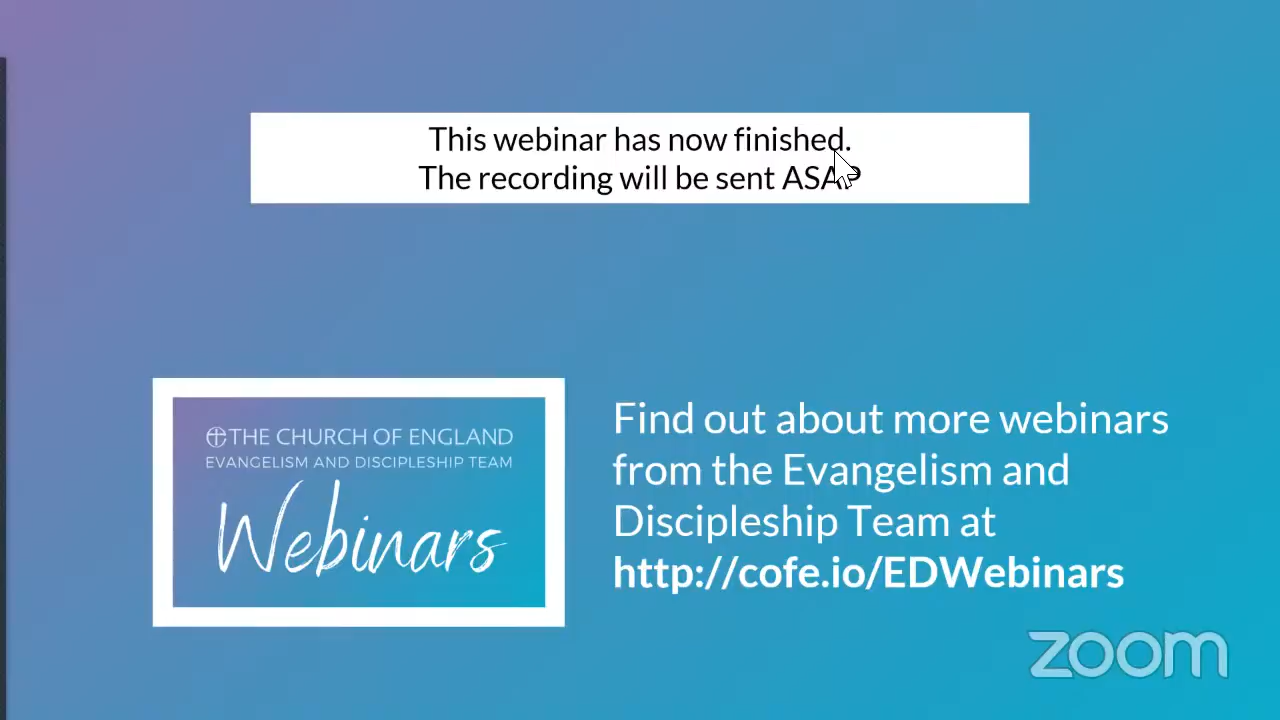 This webinar has now finished.
The recording will be sent ASAP
THE CHURCH OF ENGLAND
EVANGELISM AND DISCIPLESHIP TEAM
Webinars
Find out about more webinars
from the Evangelism and
Discipleship Team at
http://cofe.io/EDWebinars
zoom